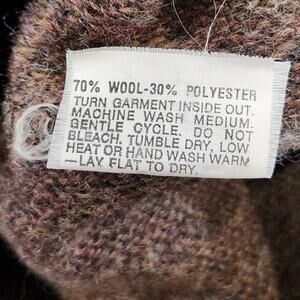 70% WOOL-30% POLYESTER
TURN GARMENT INSIDE OUT.
MACHINE WASH MEDIUM.
GENTLE CYCLE. DO NOT
BLEACH, TUMBLE DRY, LOW
HEAT OR HAND WASH WARM
—LAY FLAT TO DRY.